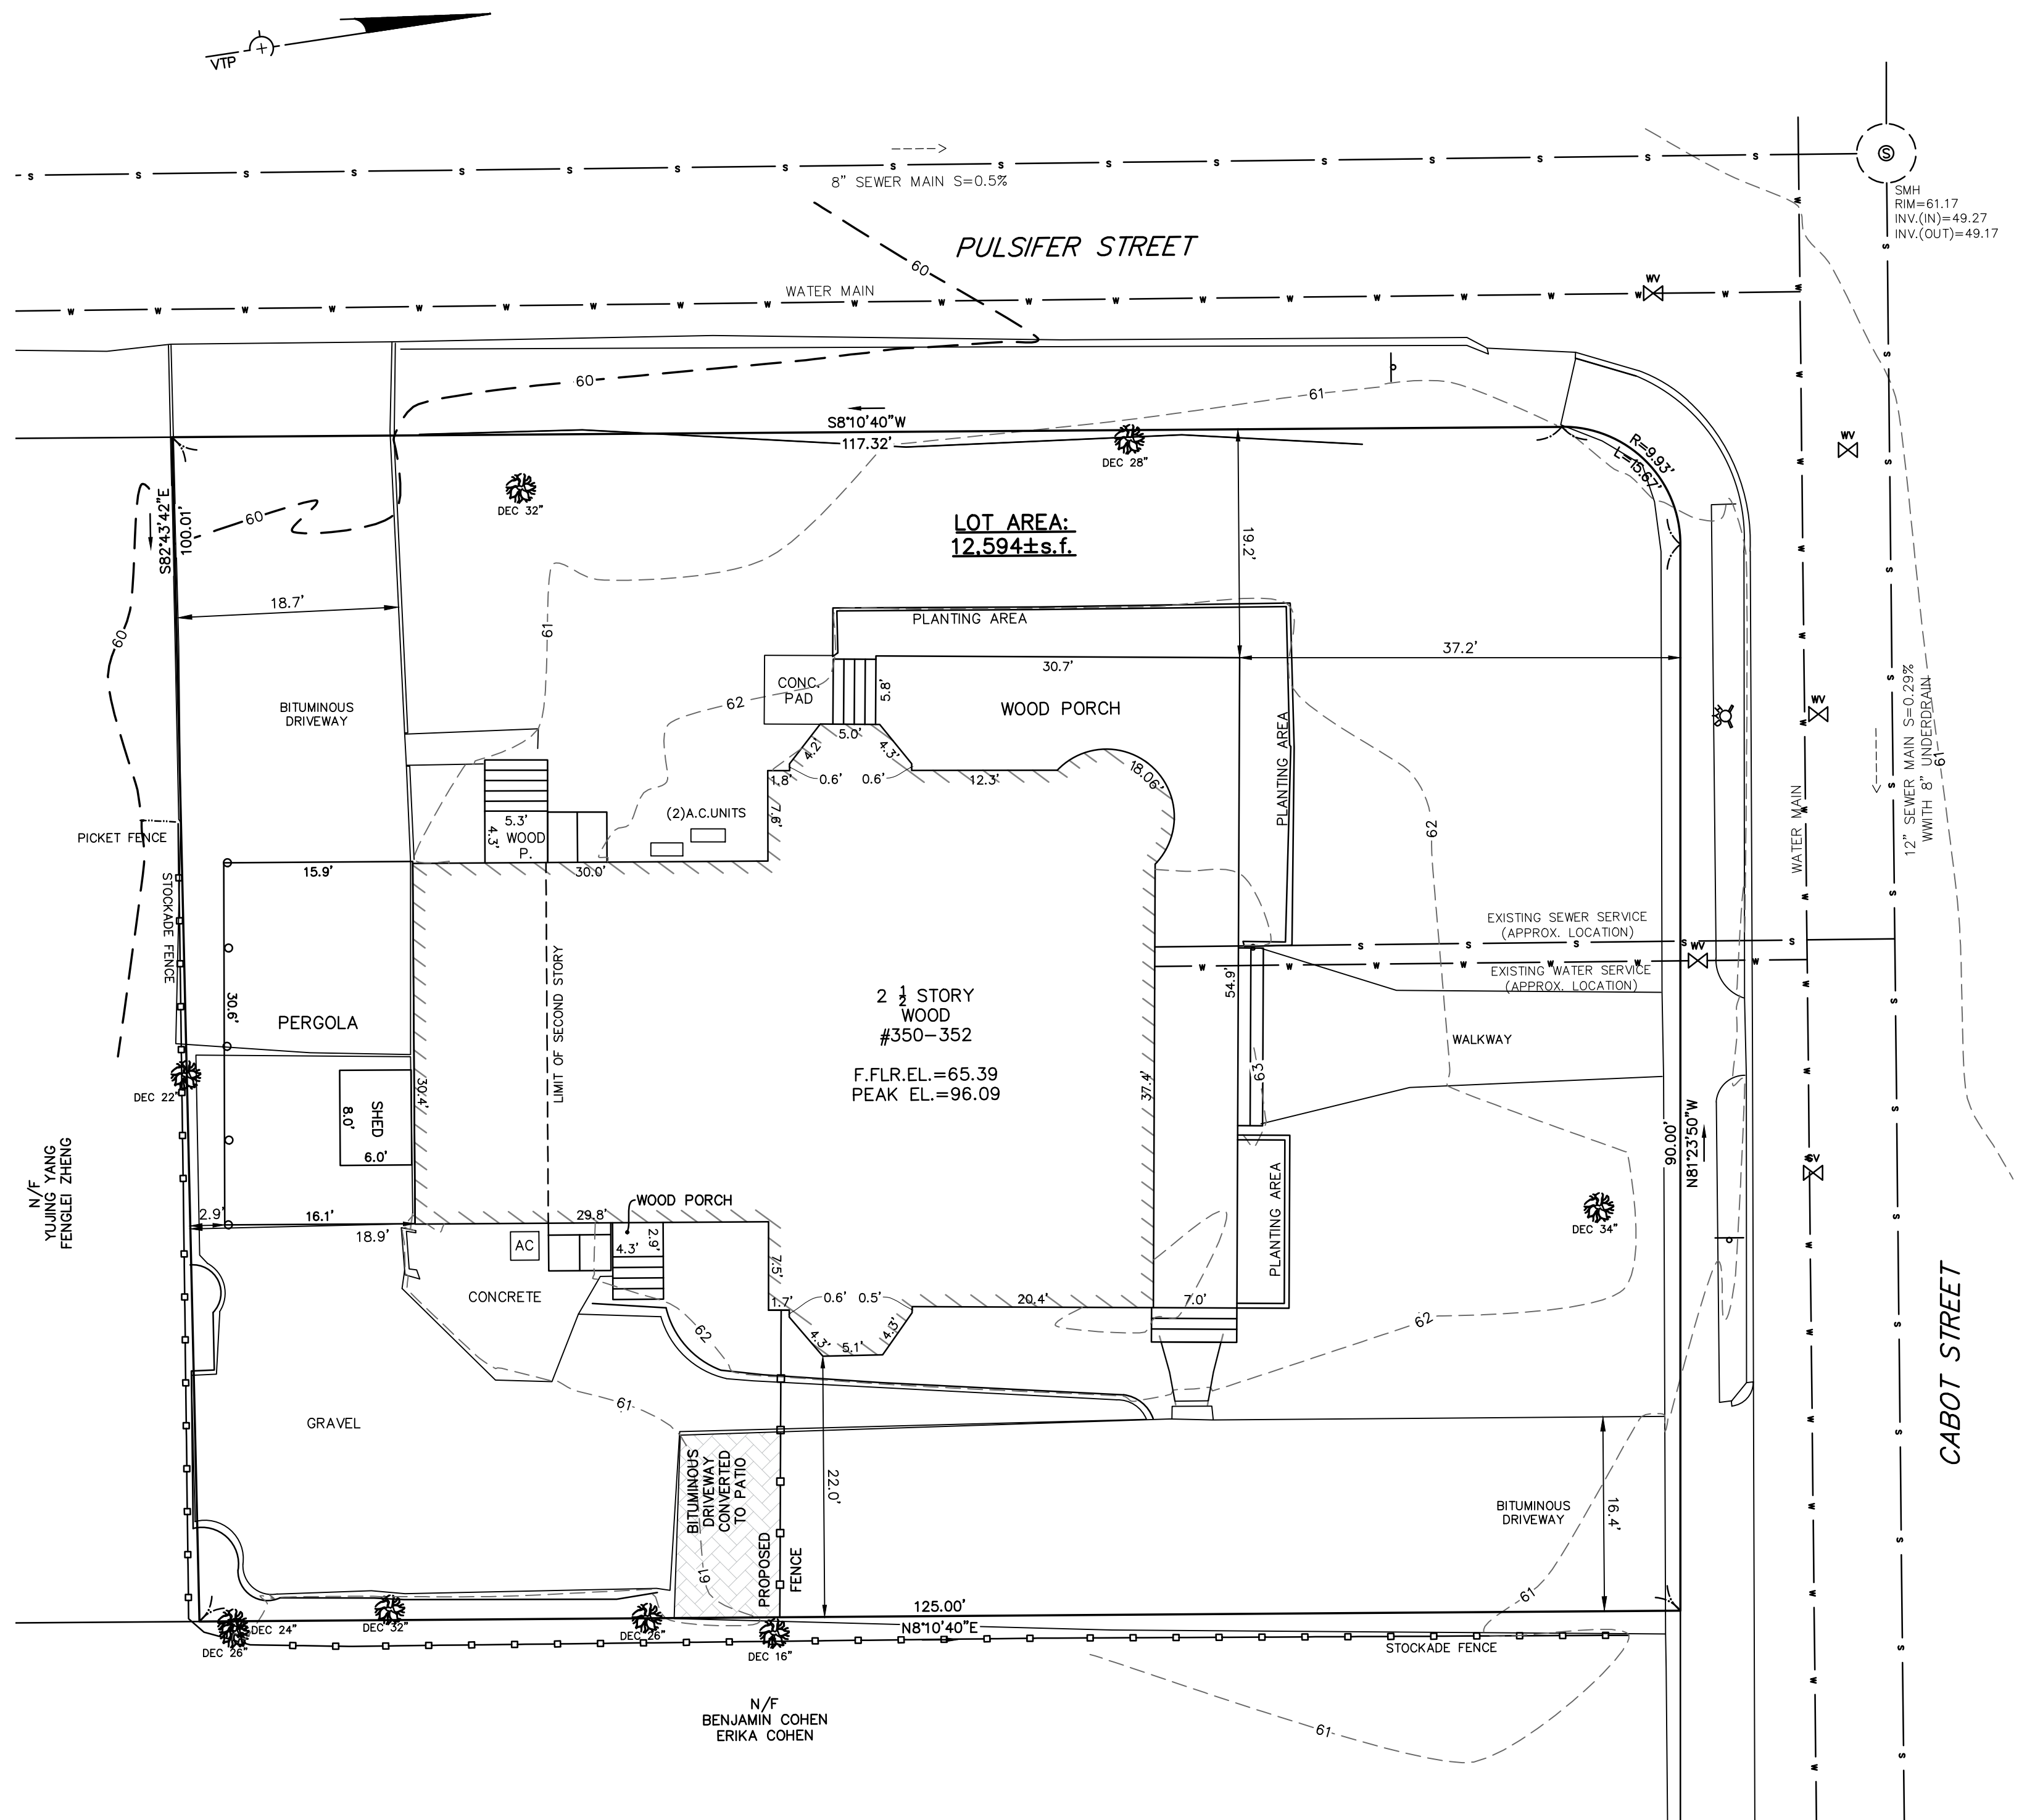 VTP
8" SEWER MAIN S=0.5%
SMH
RIM=61.17
INV.(IN)=49.27
INV.(OUT)=49.17
PULSIFER STREET
60
WATER MAIN
WV
60
61
S8°10'40"W
117.32'
DEC 28"
R=9.93'
L=15.67'
WV
S82°43'42"E
100.01'
60
DEC 32"
LOT AREA:
12,594±s.f.
19.2'
18.7'
60
61
PLANTING AREA
37.2'
30.7'
CONC.
PAD
5.8'
62
WOOD PORCH
BITUMINOUS
DRIVEWAY
5.0'
4.2'
4.3'
1.8'
0.6'
0.6'
12.3'
18.06'
PLANTING AREA
WV
12" SEWER MAIN S=0.29%
WWITH 8" UNDERDRAIN
61
WATER MAIN
(2)A.C.UNITS
7.6'
5.3'
4.3'
WOOD
P.
62
PICKET FENCE
STOCKADE FENCE
15.9'
30.0'
EXISTING SEWER SERVICE
(APPROX. LOCATION)
WV
EXISTING WATER SERVICE
(APPROX. LOCATION)
54.9'
30.6'
PERGOLA
LIMIT OF SECOND STORY
2 1/2 STORY
WOOD
#350-352
F.FLR.EL.=65.39
PEAK EL.=96.09
WALKWAY
63
37.4'
30.4'
SHED
8.0'
6.0'
DEC 22"
90.00'
N81°23'50"W
GV
N/F
YUJING YANG
FENGLEI ZHENG
2.9'
16.1'
18.9'
29.8'
WOOD PORCH
AC
4.3'
2.9'
7.5'
PLANTING AREA
DEC 34"
CONCRETE
1.7'
0.6'
0.5'
20.4'
7.0'
62
4.3'
5.1'
4.3'
62
CABOT STREET
61
GRAVEL
BITUMINOUS
DRIVEWAY
CONVERTED
TO PATIO
22.0'
BITUMINOUS
DRIVEWAY
16.4'
PROPOSED
FENCE
61
61
125.00'
N8°10'40"E
DEC 24"
DEC 32"
DEC 26"
DEC 26"
DEC 16"
STOCKADE FENCE
N/F
BENJAMIN COHEN
ERIKA COHEN
61